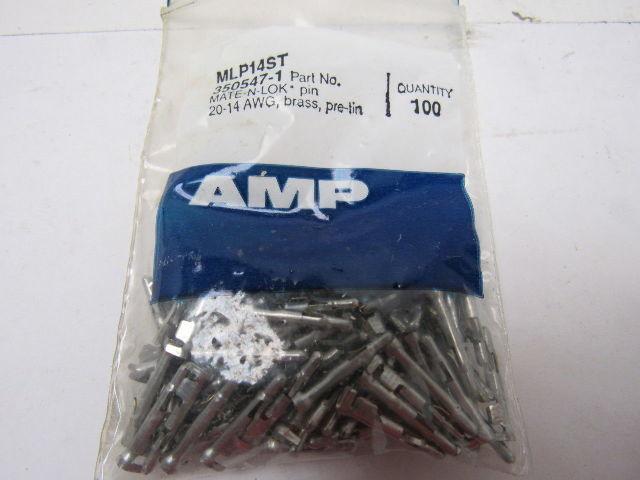 MLP14ST
350547-1 Part No.
MATE-N-LOK* pin
20-14 AWG, brass, pre-tin
QUANTITY
100
AMP